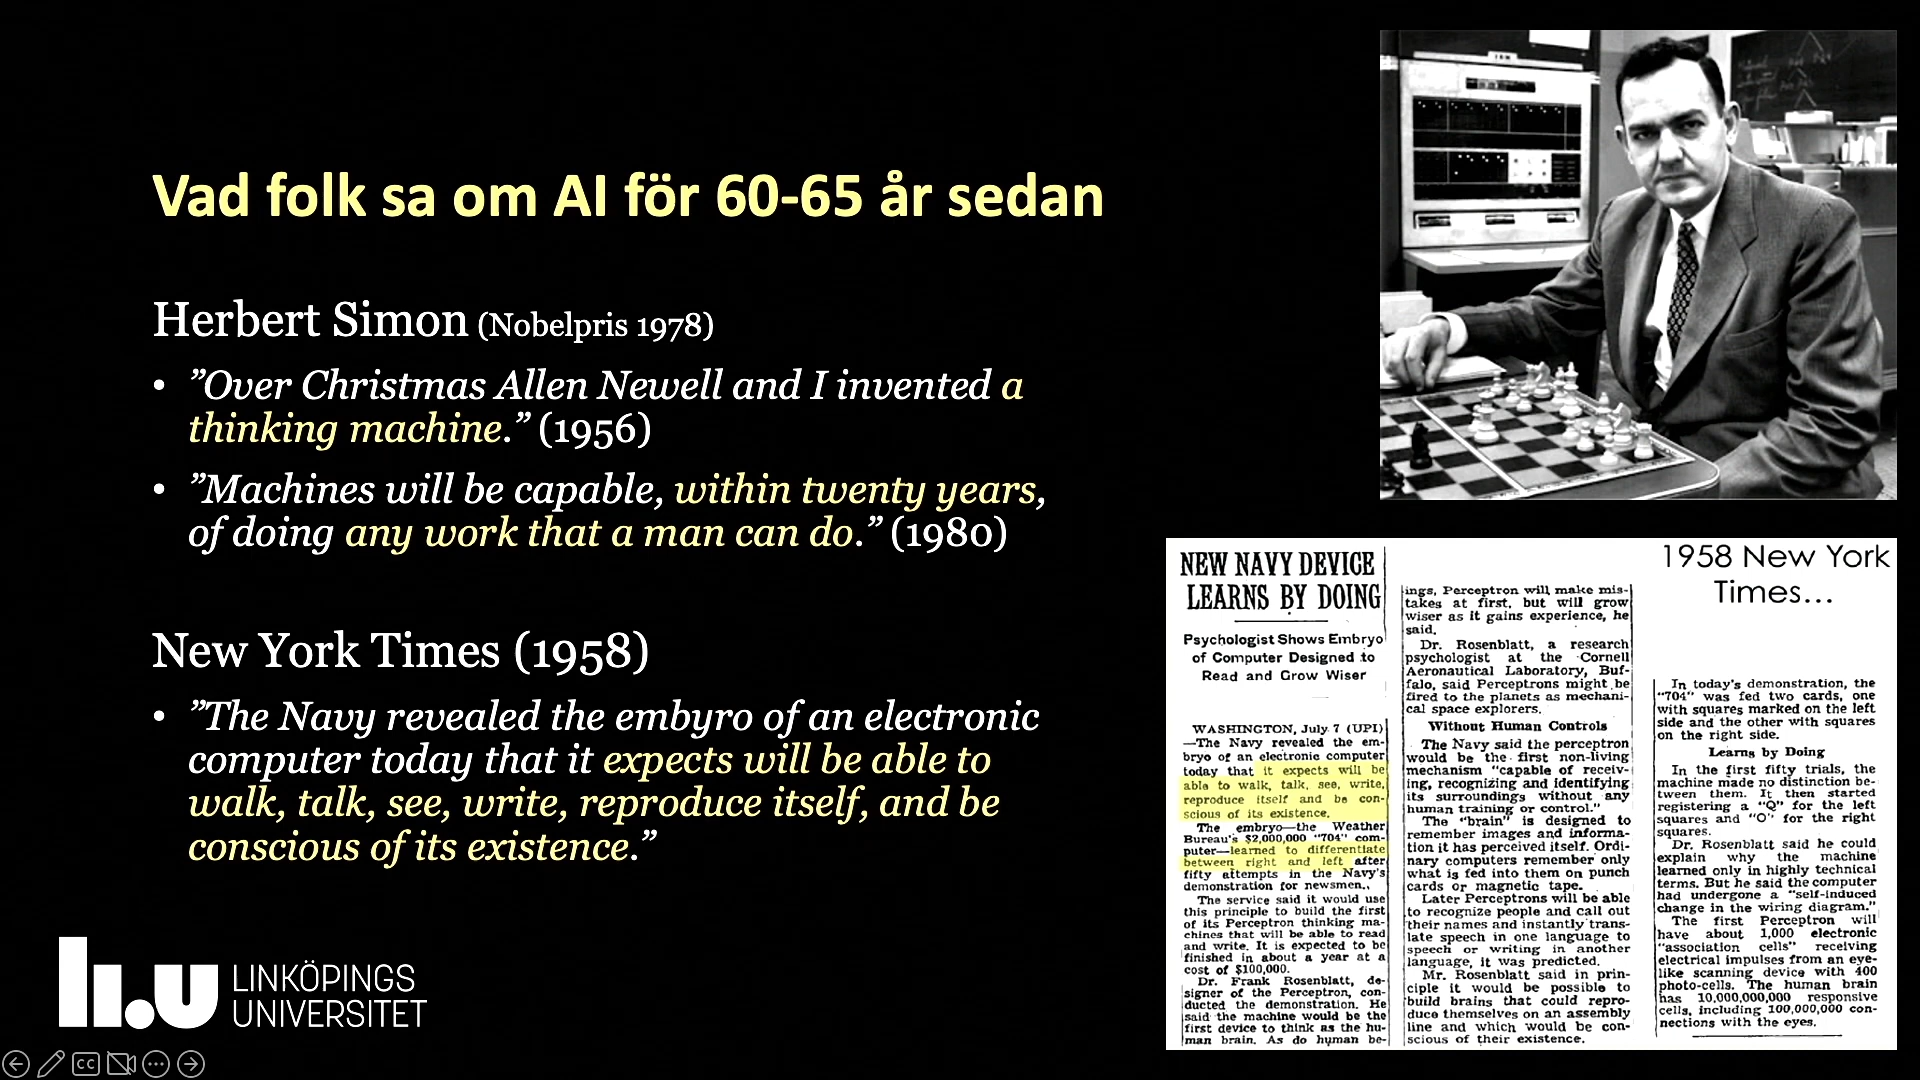 Vad folk sa om AI för 60-65 år sedan
Herbert Simon (Nobelpris 1978)
• ”Over Christmas Allen Newell and I invented a
thinking machine.” (1956)
• ”Machines will be capable, within twenty years,
of doing any work that a man can do.” (1980)
New York Times (1958)
• ”The Navy revealed the embyro of an electronic
computer today that it expects will be able to
walk, talk, see, write, reproduce itself, and be
conscious of its existence.”
LINKÖPINGS
UNIVERSITET
NEW NAVY DEVICE
LEARNS BY DOING
Psychologist Shows Embryo
of Computer Designed to
Read and Grow Wiser
WASHINGTON, July 7 (UPI)
—The Navy revealed the em-
bryo of an electronic computer
today that it expects will be
able to walk, talk, see, write,
reproduce itself and be con-
scious of its existence.
The embryo—the Weather
Bureau's $2,000,000 "704" com-
puter—learned to differentiate
between right and left after
fifty attempts in the Navy's
demonstration for newsmen.
The service said it would use
this principle to build the first
of its Perceptron thinking ma-
chines that will be able to read
and write. It is expected to be
finished in about a year at a
cost of $100,000.
Dr. Frank Rosenblatt, de-
signer of the Perceptron, con-
ducted the demonstration. He
said the machine would be the
first device to think as the hu-
man brain. As do human be-
ings, Perceptron will make mis-
takes at first, but will grow
wiser as it gains experience, he
said.
Dr. Rosenblatt, a research
psychologist at the Cornell
Aeronautical Laboratory, Buf-
falo, said Perceptrons might be
fired to the planets as mechani-
cal space explorers.
Without Human Controls
The Navy said the perceptron
would be the first non-living
mechanism "capable of receiv-
ing, recognizing and identifying
its surroundings without any
human training or control."
The "brain" is designed to
remember images and informa-
tion it has perceived itself. Ordi-
nary computers remember only
what is fed into them on punch
cards or magnetic tape.
Later Perceptrons will be able
to recognize people and call out
their names and instantly trans-
late speech in one language to
speech or writing in another
language, it was predicted.
Mr. Rosenblatt said in prin-
ciple it would be possible to
build brains that could repro-
duce themselves on an assembly
line and which would be con-
scious of their existence.
1958 New York
Times...
In today's demonstration, the
"704" was fed two cards, one
with squares marked on the left
side and the other with squares
on the right side.
Learns by Doing
In the first fifty trials, the
machine made no distinction be-
tween them. It then started
registering a "Q" for the left
squares and "O" for the right
squares.
Dr. Rosenblatt said he could
explain why the machine
learned only in highly technical
terms. But he said the computer
had undergone a "self-induced
change in the wiring diagram."
The first Perceptron will
have about 1,000 electronic
"association cells" receiving
electrical impulses from an eye-
like scanning device with 400
photo-cells. The human brain
has 10,000,000,000 responsive
cells, including 100,000,000 con-
nections with the eyes.